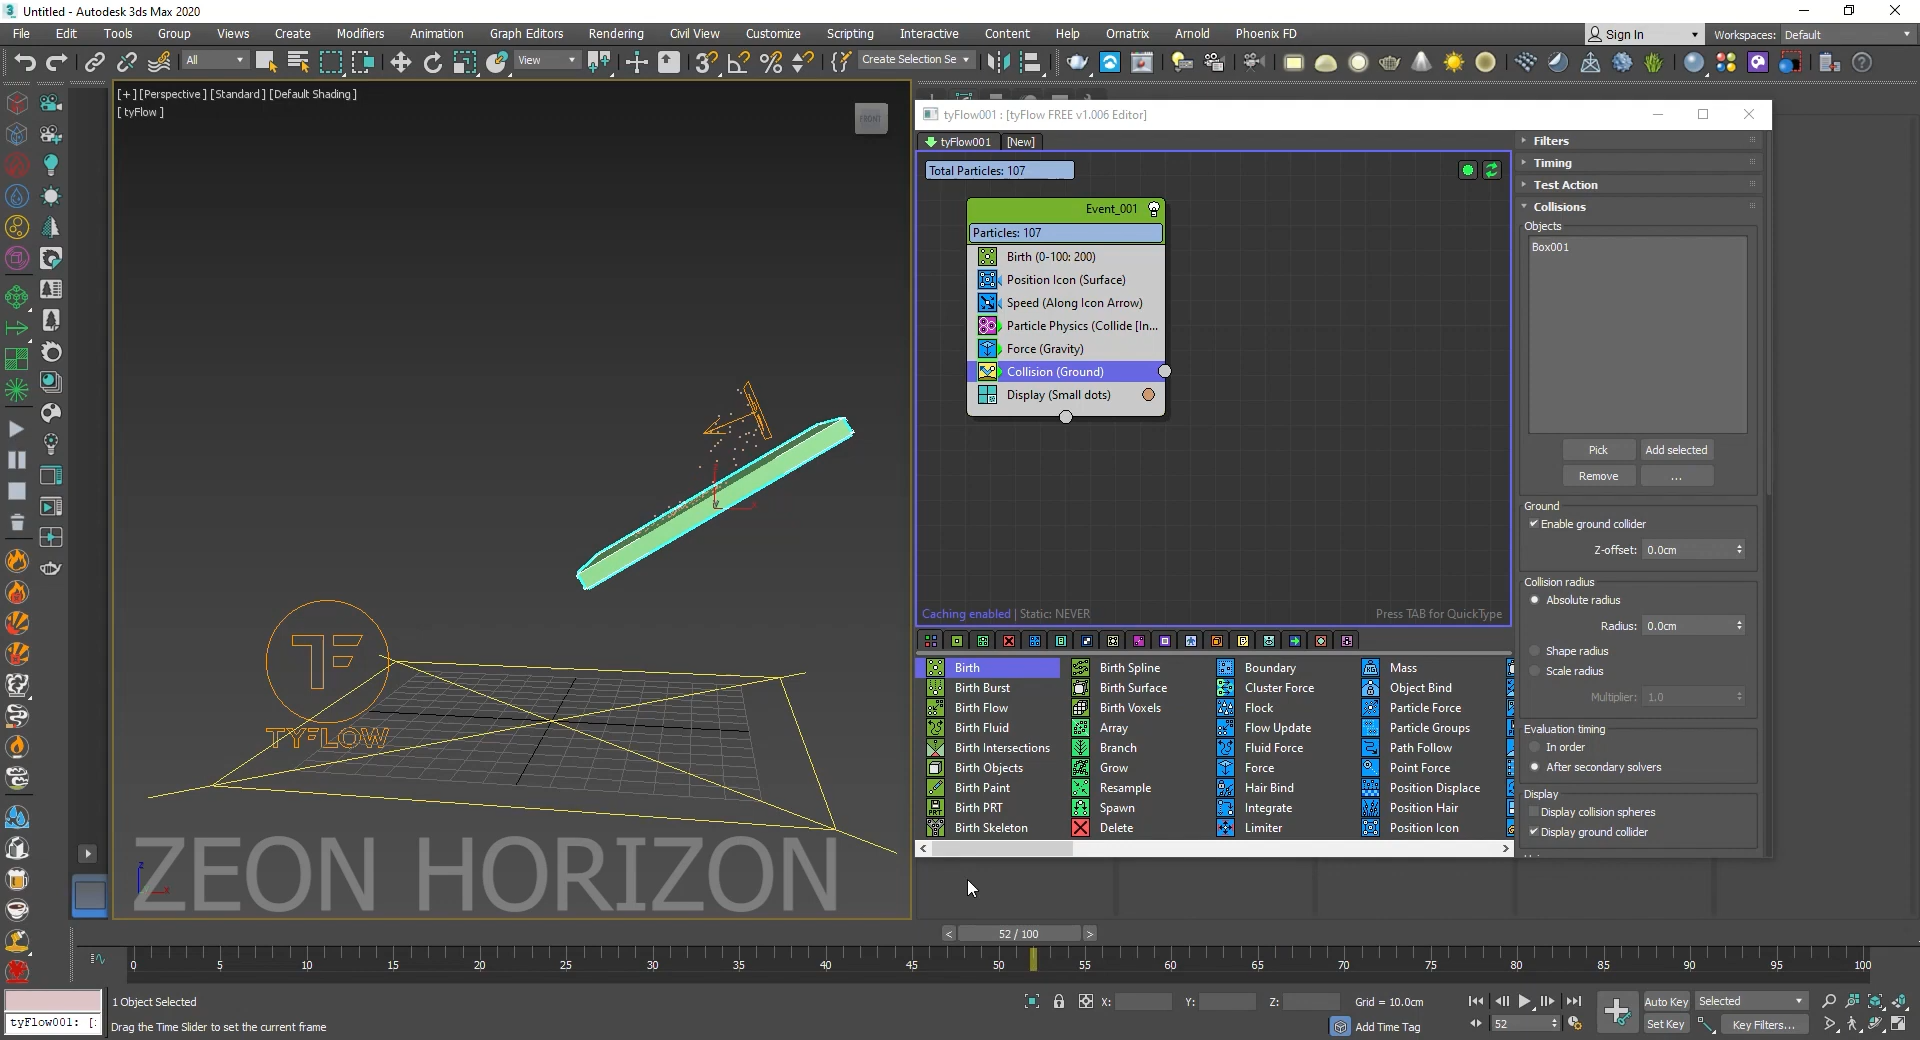 Untitled - Autodesk 3ds Max 2020
File Edit Tools Group Views Create Modifiers Animation Graph Editors Rendering Civil View Customize Scripting Interactive Content Help Ornatrix Arnold Phoenix FD
Sign In
Workspaces: Default
All
View
Create Selection Se
[+] [Perspective] [Standard] [Default Shading]
[ tyFlow ]
FRONT
tyFlow001 : [tyFlow FREE v1.006 Editor]
tyFlow001
[New]
Total Particles: 107
Event_001
Particles: 107
Birth (0-100: 200)
Position Icon (Surface)
Speed (Along Icon Arrow)
Particle Physics (Collide [In...
Force (Gravity)
Collision (Ground)
Display (Small dots)
Caching enabled | Static: NEVER
Press TAB for QuickType
Birth
Birth Burst
Birth Flow
Birth Fluid
Birth Intersections
Birth Objects
Birth Paint
Birth PRT
Birth Skeleton
Birth Spline
Birth Surface
Birth Voxels
Array
Branch
Grow
Resample
Spawn
Delete
Boundary
Cluster Force
Flock
Flow Update
Fluid Force
Force
Hair Bind
Integrate
Limiter
Mass
Object Bind
Particle Force
Particle Groups
Path Follow
Point Force
Position Displace
Position Hair
Position Icon
Filters
Timing
Test Action
Collisions
Objects
Box001
Pick
Add selected
Remove
...
Ground
Enable ground collider
Z-offset: 0.0cm
Collision radius
Absolute radius
Radius: 0.0cm
Shape radius
Scale radius
Multiplier: 1.0
Evaluation timing
In order
After secondary solvers
Display
Display collision spheres
Display ground collider
TF
TYFLOW
z
x
ZEON HORIZON
< 52 / 100 >
0 5 10 15 20 25 30 35 40 45 50 55 60 65 70 75 80 85 90 95 100
1 Object Selected
X:
Y:
Z:
Grid = 10.0cm
Auto Key
Selected
tyFlow001: [:
Drag the Time Slider to set the current frame
Add Time Tag
52
Set Key
Key Filters...